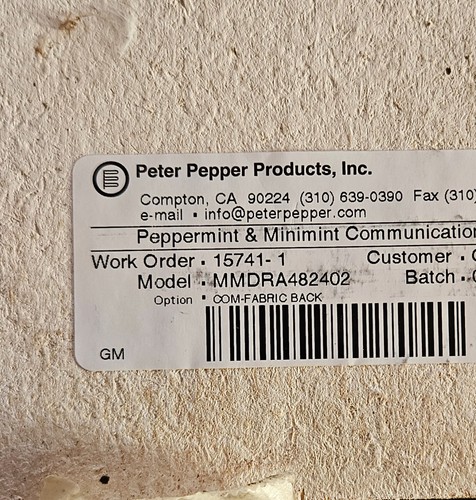 Peter Pepper Products, Inc.
Compton, CA 90224 (310) 639-0390 Fax (310)
e-mail ▪ info@peterpepper.com
Peppermint & Minimint Communication
Work Order ▪ 15741- 1 Customer ▪
Model ▪ MMDRA482402 Batch ▪
Option ▪ COM-FABRIC BACK
GM